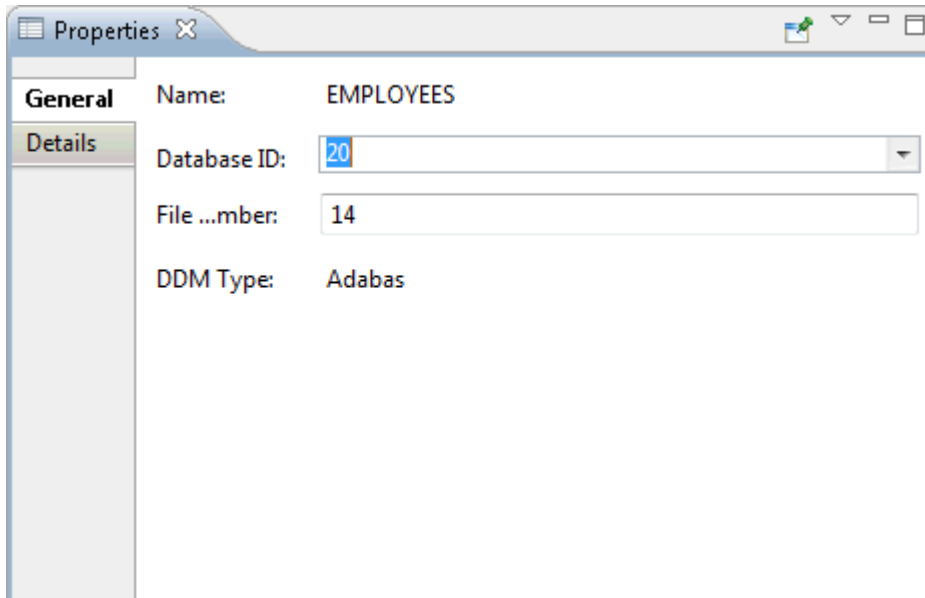 Properties
General
Name: EMPLOYEES
Details
Database ID: 20
File ...mber: 14
DDM Type: Adabas